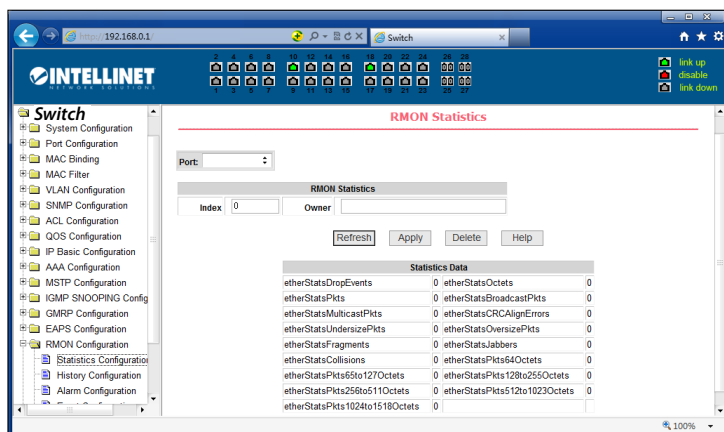 http://192.168.0.1
Switch
INTELLINET
NETWORK SOLUTIONS
2 4 6 8 10 12 14 16 18 20 22 24 26 28
1 3 5 7 9 11 13 15 17 19 21 23 25 27
link up
disable
link down
Switch
System Configuration
Port Configuration
MAC Binding
MAC Filter
VLAN Configuration
SNMP Configuration
ACL Configuration
QOS Configuration
IP Basic Configuration
AAA Configuration
MSTP Configuration
IGMP SNOOPING Config
GMRP Configuration
EAPS Configuration
RMON Configuration
Statistics Configuration
History Configuration
Alarm Configuration
RMON Statistics
Port:
RMON Statistics
Index 0 Owner
Refresh Apply Delete Help
Statistics Data
etherStatsDropEvents 0 etherStatsOctets 0
etherStatsPkts 0 etherStatsBroadcastPkts 0
etherStatsMulticastPkts 0 etherStatsCRCAlignErrors 0
etherStatsUndersizePkts 0 etherStatsOversizePkts 0
etherStatsFragments 0 etherStatsJabbers 0
etherStatsCollisions 0 etherStatsPkts64Octets 0
etherStatsPkts65to127Octets 0 etherStatsPkts128to255Octets 0
etherStatsPkts256to511Octets 0 etherStatsPkts512to1023Octets 0
etherStatsPkts1024to1518Octets 0
100%